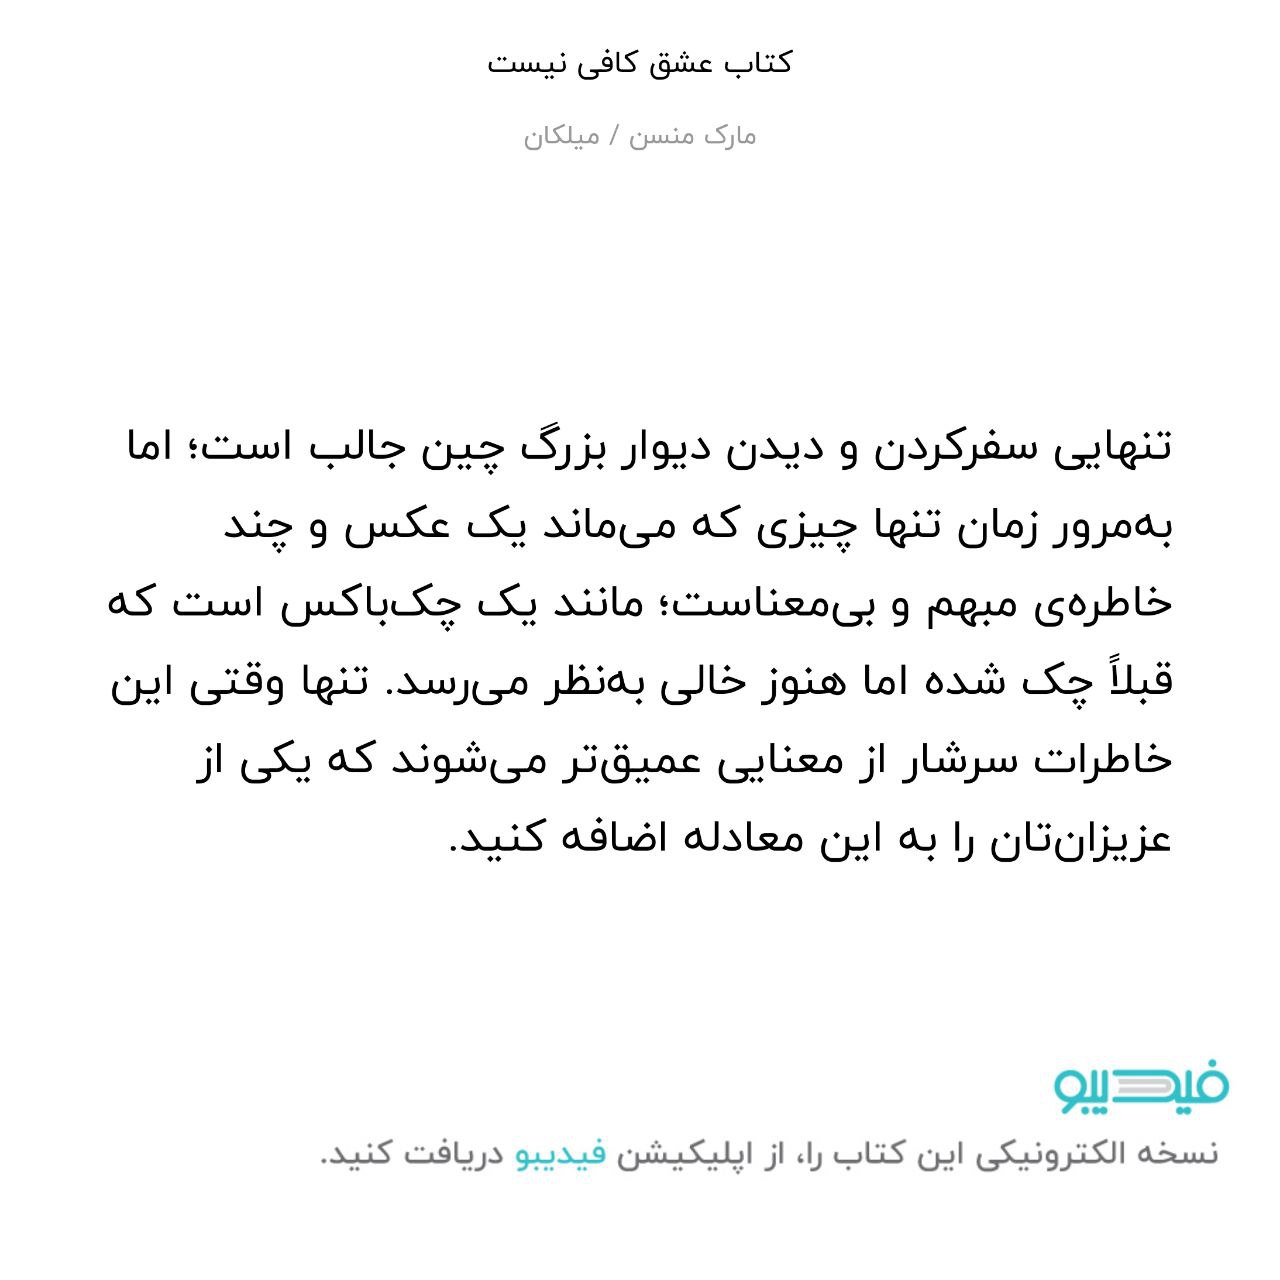 کتاب عشق کافی نیست
مارک منسن / میلکان
تنهایی سفرکردن و دیدن دیوار بزرگ چین جالب است؛ اما
به‌مرور زمان تنها چیزی که می‌ماند یک عکس و چند
خاطره‌ی مبهم و بی‌معناست؛ مانند یک چک‌باکس است که
قبلاً چک شده اما هنوز خالی به‌نظر می‌رسد. تنها وقتی این
خاطرات سرشار از معنایی عمیق‌تر می‌شوند که یکی از
عزیزان‌تان را به این معادله اضافه کنید.
فیدیبو
نسخه الکترونیکی این کتاب را، از اپلیکیشن فیدیبو دریافت کنید.